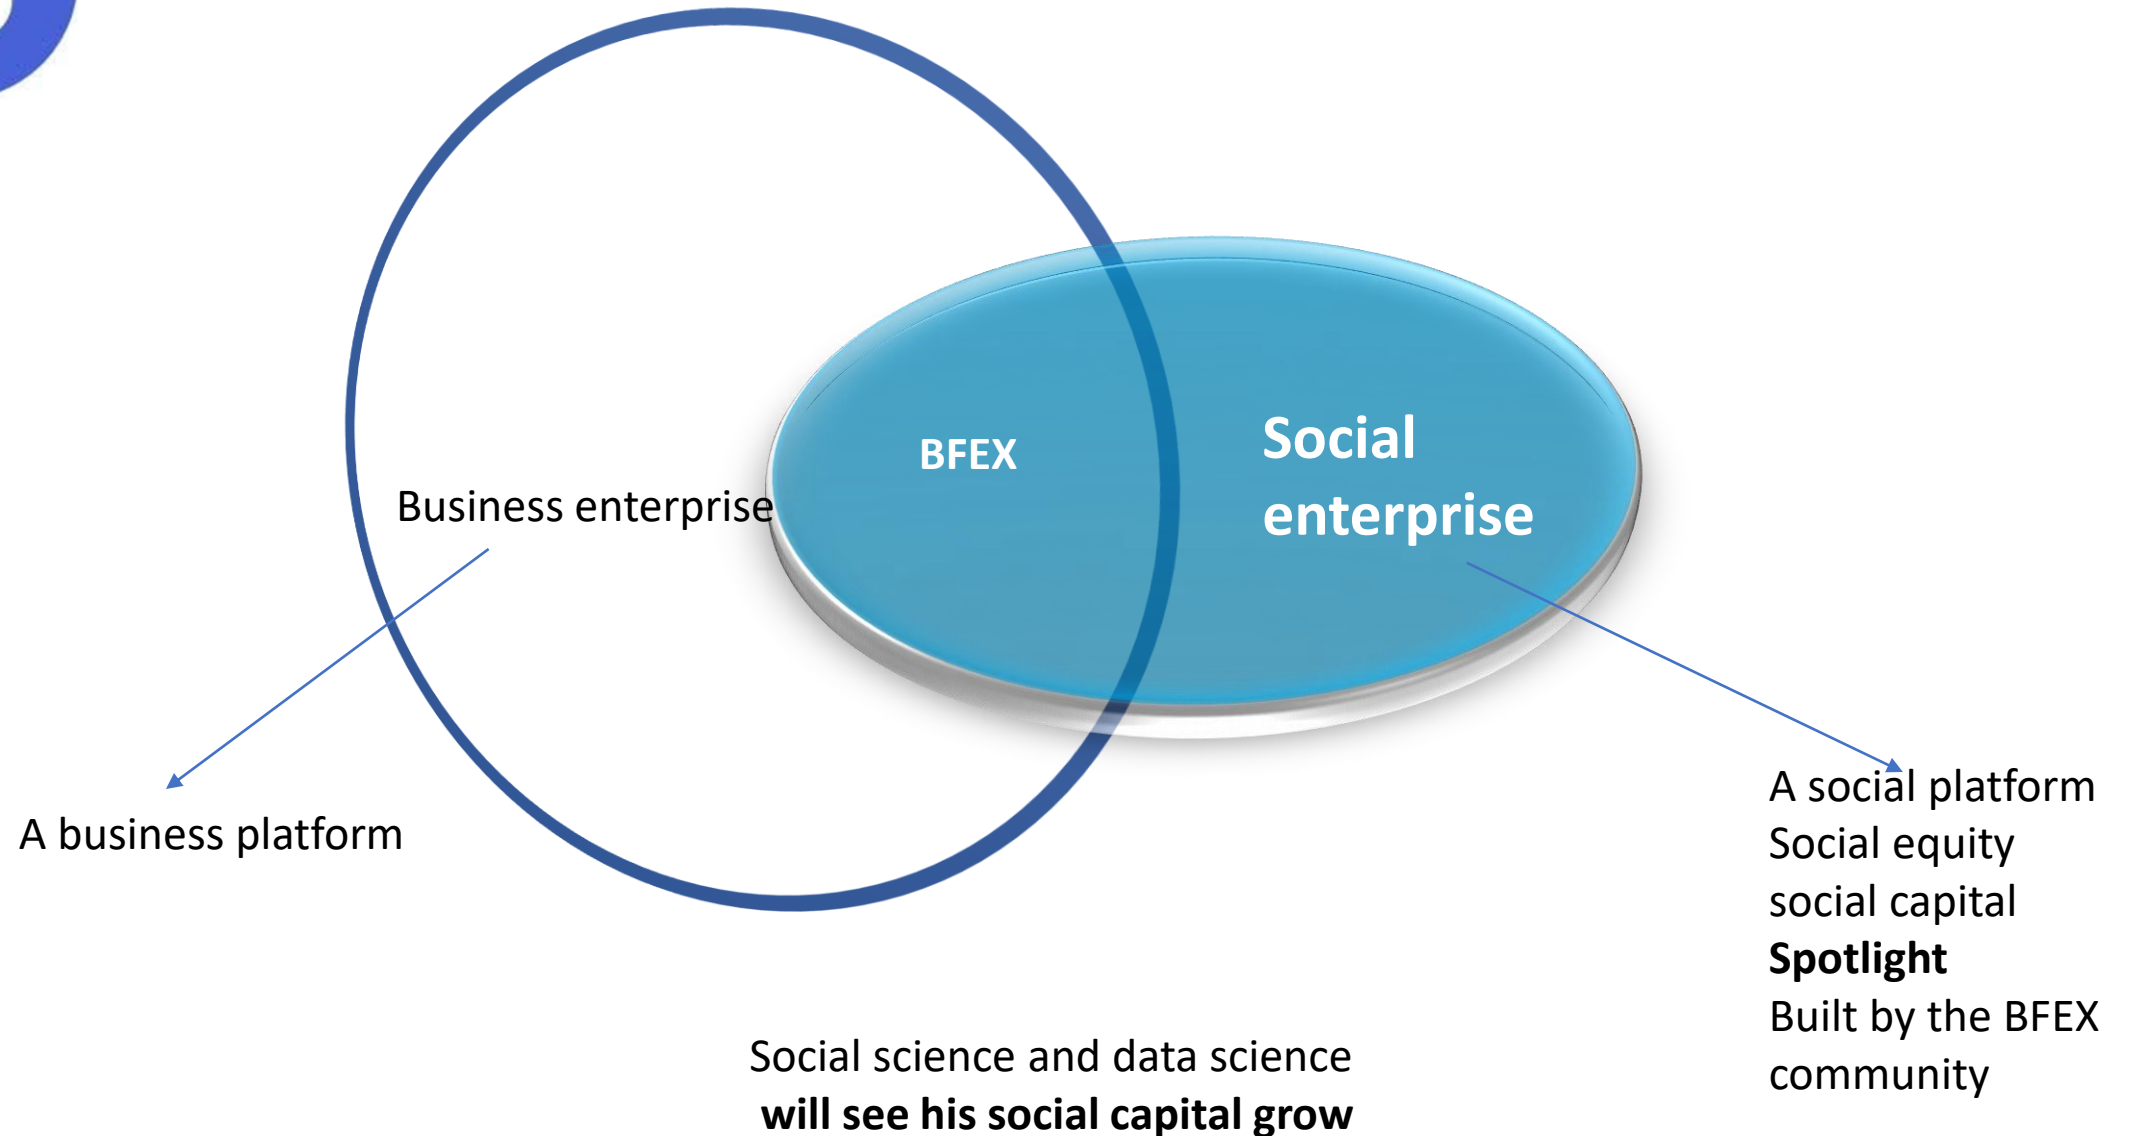 BFEX
Social
enterprise
Business enterprise
A business platform
A social platform
Social equity
social capital
Spotlight
Built by the BFEX
community
Social science and data science
will see his social capital grow